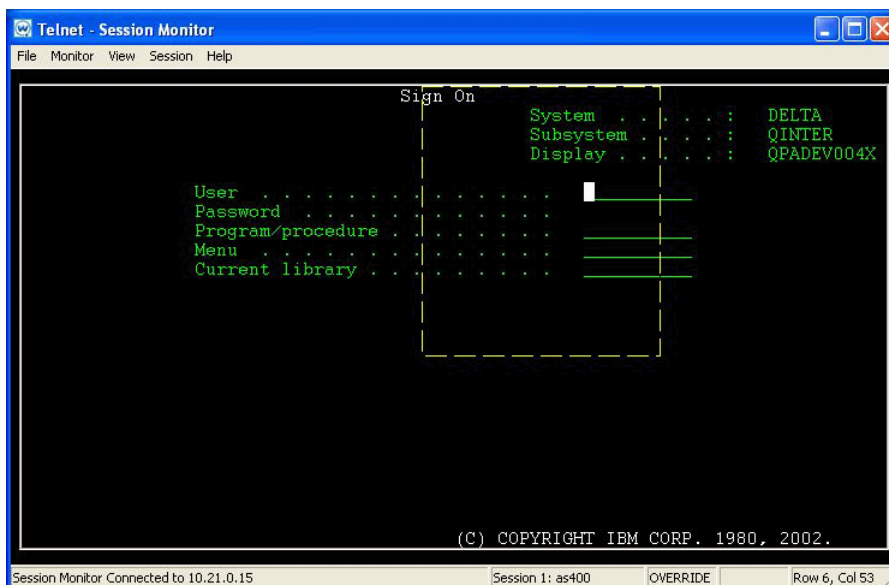 Telnet - Session Monitor
File Monitor View Session Help
Sign On
System . . . . . : DELTA
Subsystem . . . . : QINTER
Display . . . . . : QPADEV004X
User . . . . . . . . . . . . . .
Password . . . . . . . . . . . .
Program/procedure . . . . . . . .
Menu . . . . . . . . . . . . . .
Current library . . . . . . . . .
(C) COPYRIGHT IBM CORP. 1980, 2002.
Session Monitor Connected to 10.21.0.15 Session 1: as400 OVERRIDE Row 6, Col 53